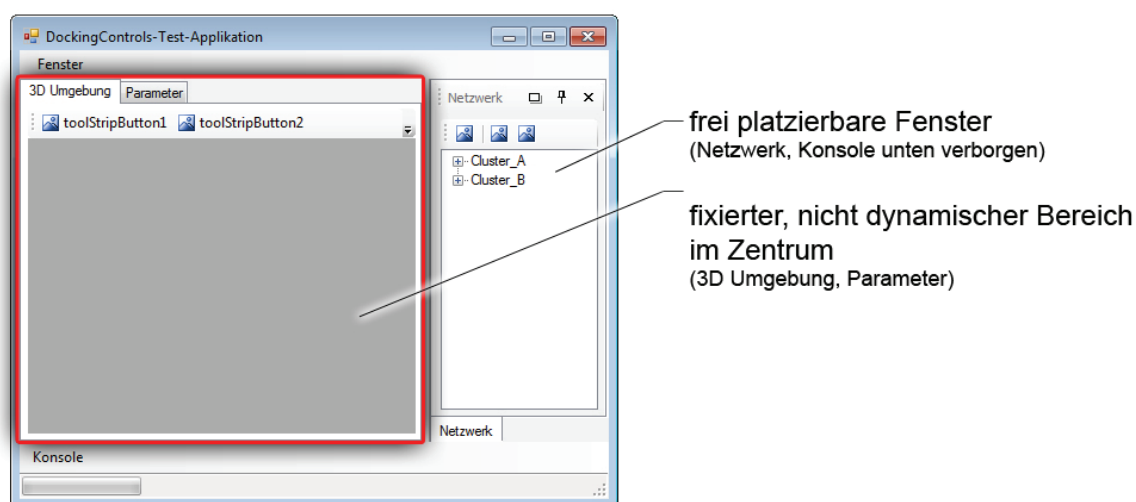 DockingControls-Test-Applikation
Fenster
3D Umgebung Parameter
toolStripButton1 toolStripButton2
Netzwerk
Cluster_A
Cluster_B
Netzwerk
Konsole
frei platzierbare Fenster
(Netzwerk, Konsole unten verborgen)
fixierter, nicht dynamischer Bereich
im Zentrum
(3D Umgebung, Parameter)